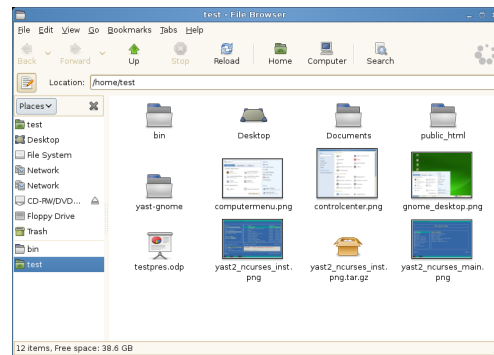 test - File Browser
File Edit View Go Bookmarks Tabs Help
Back Forward Up Stop Reload Home Computer Search
Location: /home/test
Places
test
Desktop
File System
Network
Network
CD-RW/DVD...
Floppy Drive
Trash
bin
test
bin Desktop Documents public_html
yast-gnome computermenu.png controlcenter.png gnome_desktop.png
testpres.odp yast2_ncurses_inst.png yast2_ncurses_inst.png.tar.gz yast2_ncurses_main.png
12 items, Free space: 38.6 GB